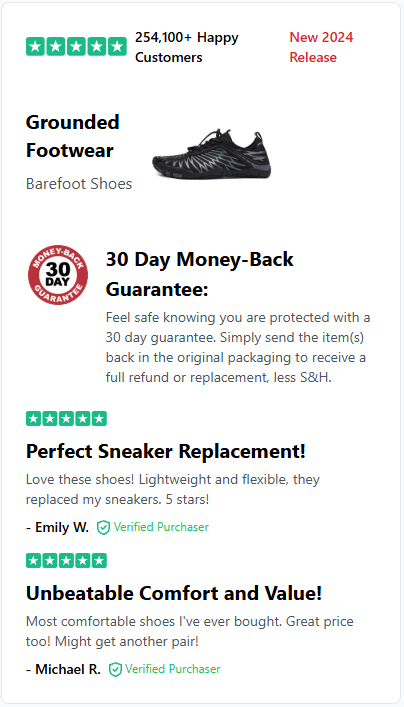 254,100+ Happy
Customers
New 2024
Release
Grounded
Footwear
Barefoot Shoes
MONEY-BACK
30
DAY
GUARANTEE
30 Day Money-Back
Guarantee:
Feel safe knowing you are protected with a
30 day guarantee. Simply send the item(s)
back in the original packaging to receive a
full refund or replacement, less S&H.
Perfect Sneaker Replacement!
Love these shoes! Lightweight and flexible, they
replaced my sneakers. 5 stars!
- Emily W. Verified Purchaser
Unbeatable Comfort and Value!
Most comfortable shoes I've ever bought. Great price
too! Might get another pair!
- Michael R. Verified Purchaser